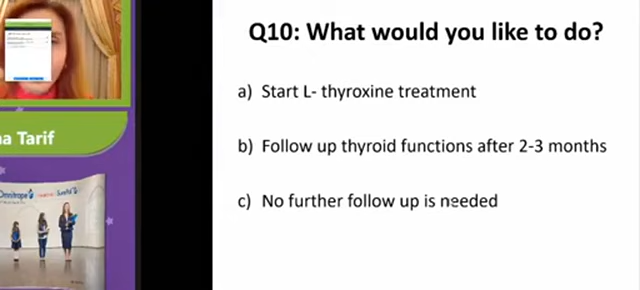 Q10: What would you like to do?
a) Start L- thyroxine treatment
b) Follow up thyroid functions after 2-3 months
c) No further follow up is needed
a Tarif
Omnitrope